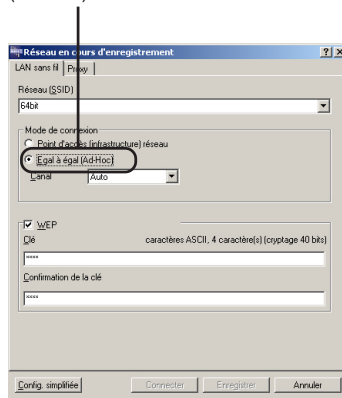 Réseau en cours d'enregistrement
LAN sans fil Proxy
Réseau (SSID)
64bit
Mode de connexion
Point d'accès (infrastructure) réseau
Egal à égal (Ad-Hoc)
Canal Auto
WEP
Clé caractères ASCII, 4 caractère(s) (cryptage 40 bits)
****
Confirmation de la clé
****
Config. simplifiée Connecter Enregistrer Annuler